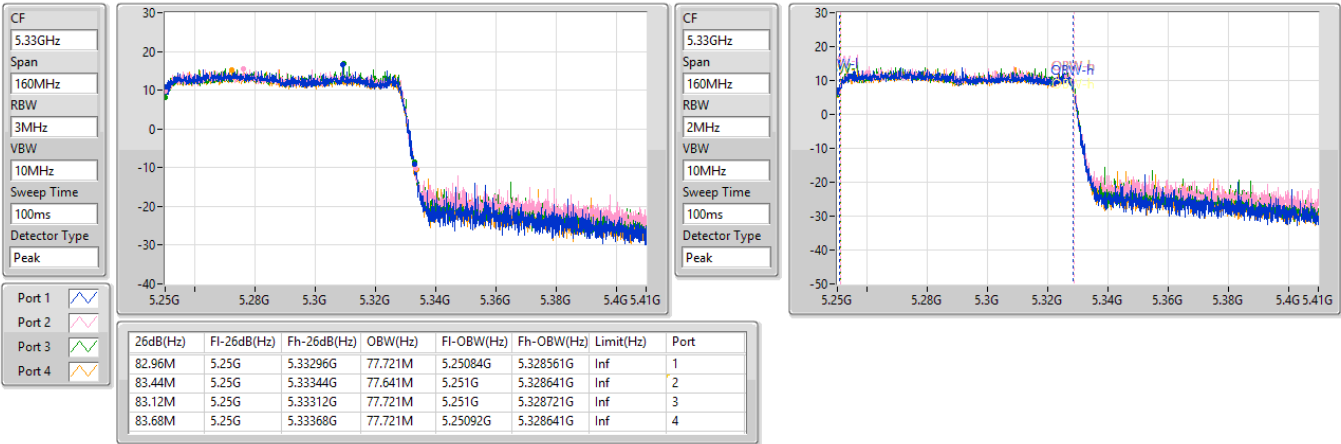 CF
5.33GHz
Span
160MHz
RBW
3MHz
VBW
10MHz
Sweep Time
100ms
Detector Type
Peak
30
20
10
0
-10
-20
-30
-40
5.25G 5.28G 5.3G 5.32G 5.34G 5.36G 5.38G 5.4G 5.41G
CF
5.33GHz
Span
160MHz
RBW
2MHz
VBW
10MHz
Sweep Time
100ms
Detector Type
Peak
30
20
10
0
-10
-20
-30
-40
-50
OBW-h
5.25G 5.28G 5.3G 5.32G 5.34G 5.36G 5.38G 5.4G 5.41G
Port 1
Port 2
Port 3
Port 4
26dB(Hz) Fl-26dB(Hz) Fh-26dB(Hz) OBW(Hz) Fl-OBW(Hz) Fh-OBW(Hz) Limit(Hz) Port
82.96M 5.25G 5.33296G 77.721M 5.25084G 5.328561G Inf 1
83.44M 5.25G 5.33344G 77.641M 5.251G 5.328641G Inf 2
83.12M 5.25G 5.33312G 77.721M 5.251G 5.328721G Inf 3
83.68M 5.25G 5.33368G 77.721M 5.25092G 5.328641G Inf 4